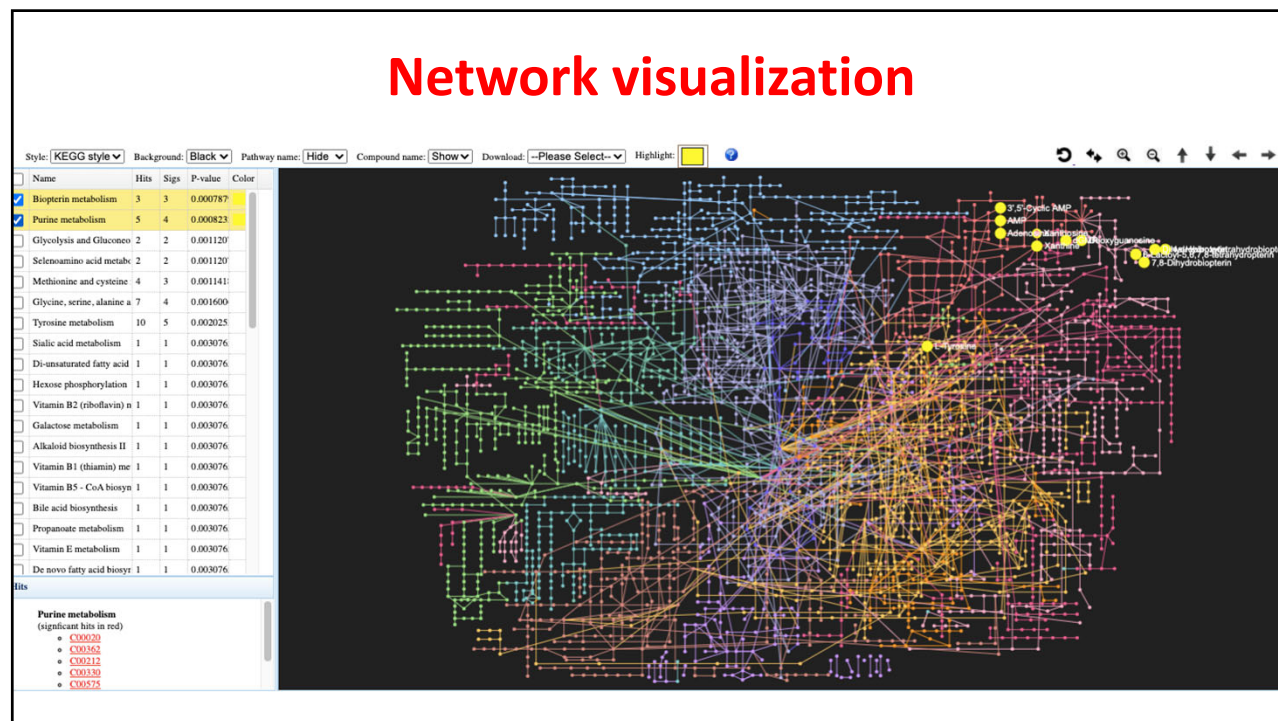 Network visualization
Style: KEGG style Background: Black Pathway name: Hide Compound name: Show Download: --Please Select-- Highlight: ?
Name Hits Sigs P-value Color
Biopterin metabolism 3 3 0.000787
Purine metabolism 5 4 0.000823
Glycolysis and Gluconeo 2 2 0.001120
Selenoamino acid metabo 2 2 0.001120
Methionine and cysteine 4 3 0.001141
Glycine, serine, alanine a 7 4 0.001600
Tyrosine metabolism 10 5 0.002025
Sialic acid metabolism 1 1 0.003076
Di-unsaturated fatty acid 1 1 0.003076
Hexose phosphorylation 1 1 0.003076
Vitamin B2 (riboflavin) n 1 1 0.003076
Galactose metabolism 1 1 0.003076
Alkaloid biosynthesis II 1 1 0.003076
Vitamin B1 (thiamin) me 1 1 0.003076
Vitamin B5 - CoA biosyn 1 1 0.003076
Bile acid biosynthesis 1 1 0.003076
Propanoate metabolism 1 1 0.003076
Vitamin E metabolism 1 1 0.003076
De novo fatty acid biosyr 1 1 0.003076
Hits
Purine metabolism
(signficant hits in red)
C00020
C00362
C00212
C00330
C00575
3',5'-Cyclic AMP
AMP
Xanthine
7,8-Dihydrobiopterin
L-Tyrosine